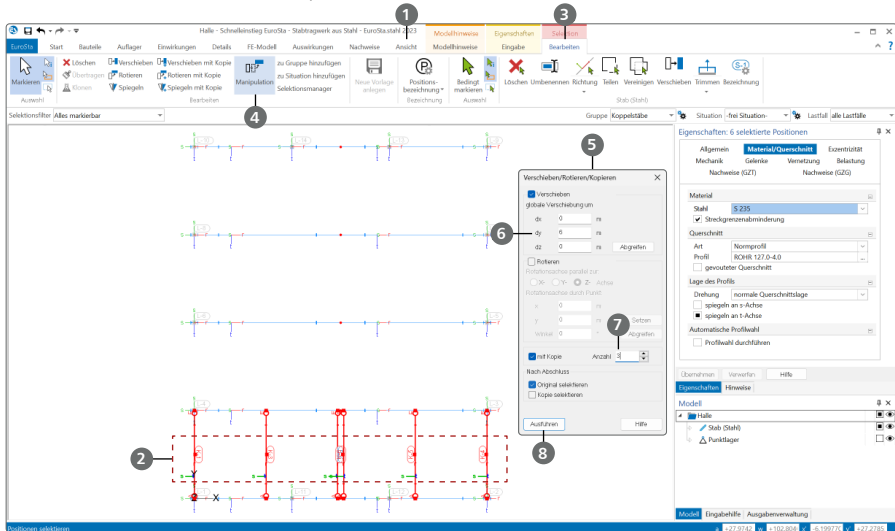 Halle - Schnelleinstieg EuroSta - Stabtragwerk aus Stahl - EuroSta.stahl 2023
Modellhinweise Eigenschaften Selektion
EuroSta Start Bauteile Auflager Einwirkungen Details FE-Modell Auswirkungen Nachweise Ansicht Modellhinweise Eingabe Bearbeiten
1
3
Markieren
Löschen Verschieben Verschieben mit Kopie
Übertragen Rotieren Rotieren mit Kopie
Klonen Spiegeln Spiegeln mit Kopie
Manipulation
zu Gruppe hinzufügen
zu Situation hinzufügen
Selektionsmanager
Neue Vorlage anlegen
Positions-bezeichnung
Bedingt markieren
Löschen Umbenennen Richtung Teilen Vereinigen Verschieben Trimmen Bezeichnung
Auswahl Bearbeiten Bezeichnung Auswahl Stab (Stahl)
4
Selektionsfilter Alles markierbar
Gruppe Koppelstäbe Situation -frei Situation- Lastfall alle Lastfälle
5
Verschieben/Rotieren/Kopieren
Verschieben
globale Verschiebung um
dx 0 m
6
dy 6 m
dz 0 m Abgreifen
Rotieren
Rotationsachse parallel zur
X- Y- Z- Achse
Rotationsachse durch Punkt
x 0 m
y 0 m Setzen
Winkel 0 ° Abgreifen
7
mit Kopie Anzahl 3
Nach Abschluss
Original selektieren
Kopie selektieren
Ausführen Hilfe
8
2
Y
Z X
Eigenschaften: 6 selektierte Positionen
Allgemein Material/Querschnitt Exzentrizität
Mechanik Gelenke Vernetzung Belastung
Nachweise (GZT) Nachweise (GZG)
Material
Stahl S 235
Streckgrenzenabminderung
Querschnitt
Art Normprofil
Profil ROHR 127.0-4.0 ...
gevouteter Querschnitt
Lage des Profils
Drehung normale Querschnittslage
spiegeln an s-Achse
spiegeln an t-Achse
Automatische Profilwahl
Profilwahl durchführen
Übernehmen Verwerfen Hilfe
Eigenschaften Hinweise
Modell
Halle
Stab (Stahl)
Punktlager
Modell Eingabehilfe Ausgabenverwaltung
Positionen selektieren